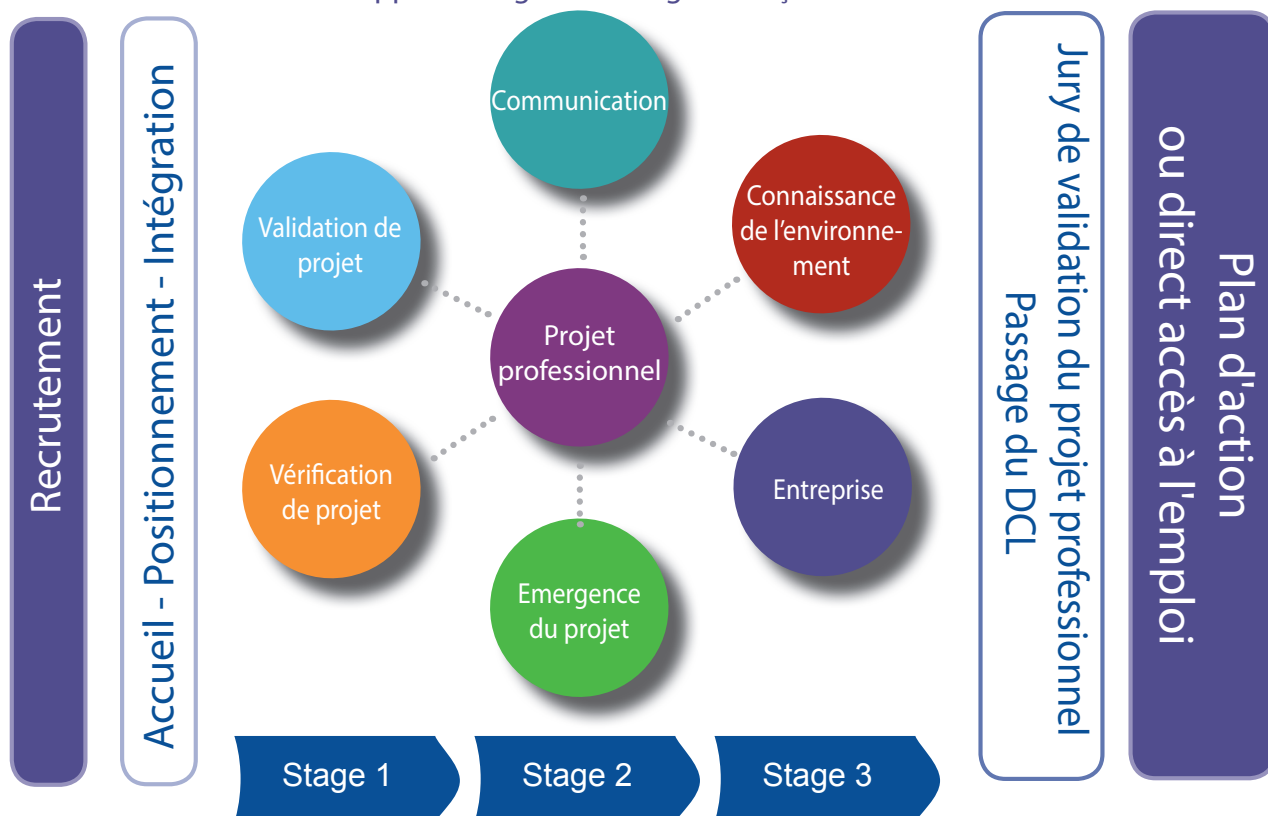 Recrutement
Accueil - Positionnement - Intégration
Communication
Validation de
projet
Connaissance
de l’environne-
ment
Projet
professionnel
Vérification
de projet
Entreprise
Emergence
du projet
Stage 1
Stage 2
Stage 3
Jury de validation du projet professionnel
Passage du DCL
Plan d'action
ou direct accès à l'emploi